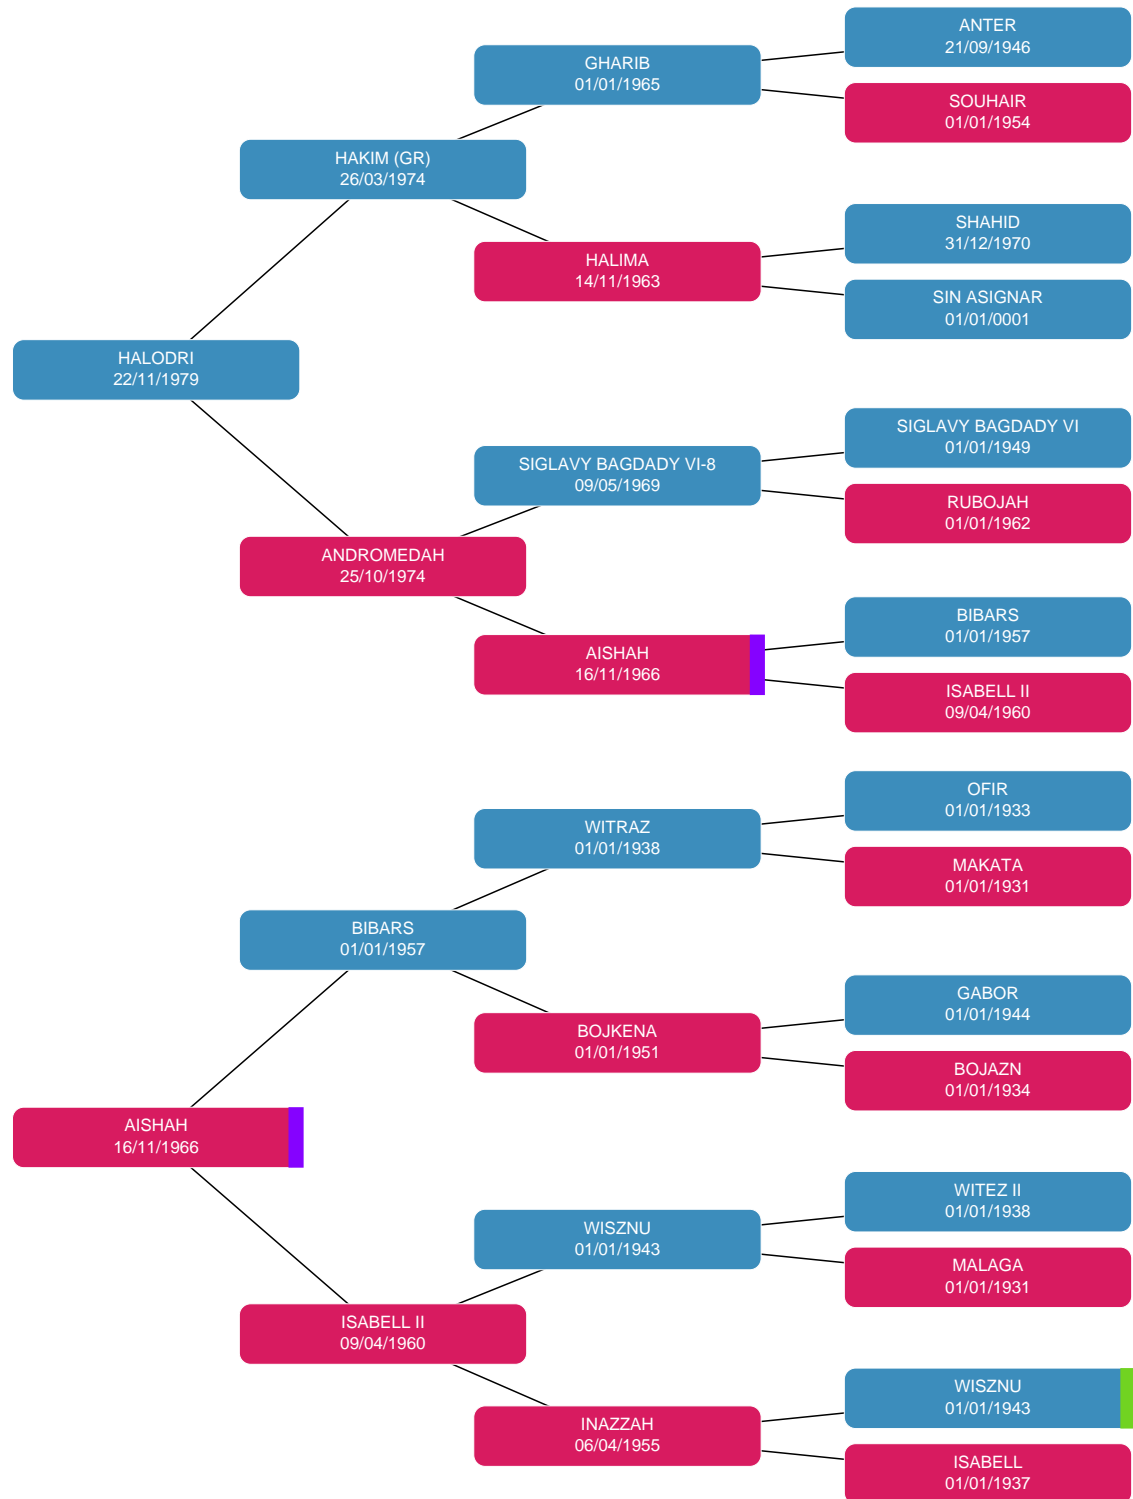 ANTER
21/09/1946
GHARIB
01/01/1965
SOUHAIR
01/01/1954
HAKIM (GR)
26/03/1974
SHAHID
31/12/1970
HALIMA
14/11/1963
SIN ASIGNAR
01/01/0001
HALODRI
22/11/1979
SIGLAVY BAGDADY VI
01/01/1949
SIGLAVY BAGDADY VI-8
09/05/1969
RUBOJAH
01/01/1962
ANDROMEDAH
25/10/1974
BIBARS
01/01/1957
AISHAH
16/11/1966
ISABELL II
09/04/1960
OFIR
01/01/1933
WITRAZ
01/01/1938
MAKATA
01/01/1931
BIBARS
01/01/1957
GABOR
01/01/1944
BOJKENA
01/01/1951
BOJAZN
01/01/1934
AISHAH
16/11/1966
WITEZ II
01/01/1938
WISZNU
01/01/1943
MALAGA
01/01/1931
ISABELL II
09/04/1960
WISZNU
01/01/1943
INAZZAH
06/04/1955
ISABELL
01/01/1937